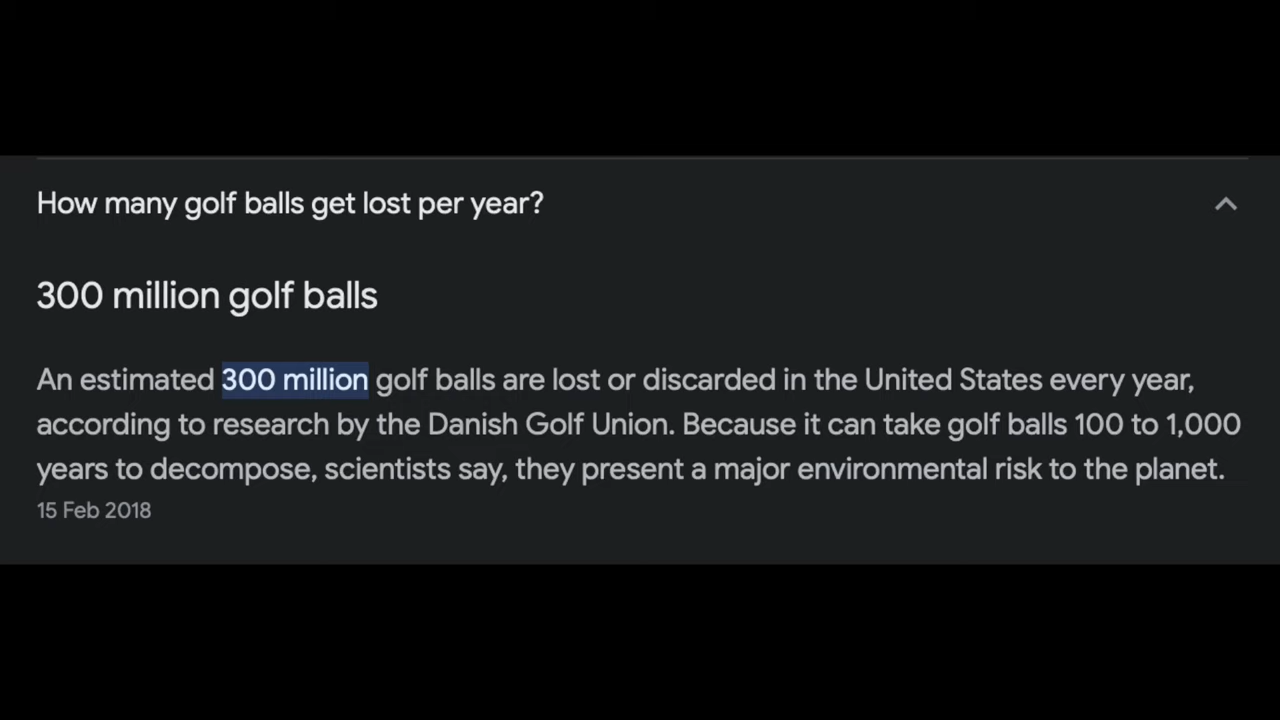 How many golf balls get lost per year?
300 million golf balls
An estimated 300 million golf balls are lost or discarded in the United States every year,
according to research by the Danish Golf Union. Because it can take golf balls 100 to 1,000
years to decompose, scientists say, they present a major environmental risk to the planet.
15 Feb 2018